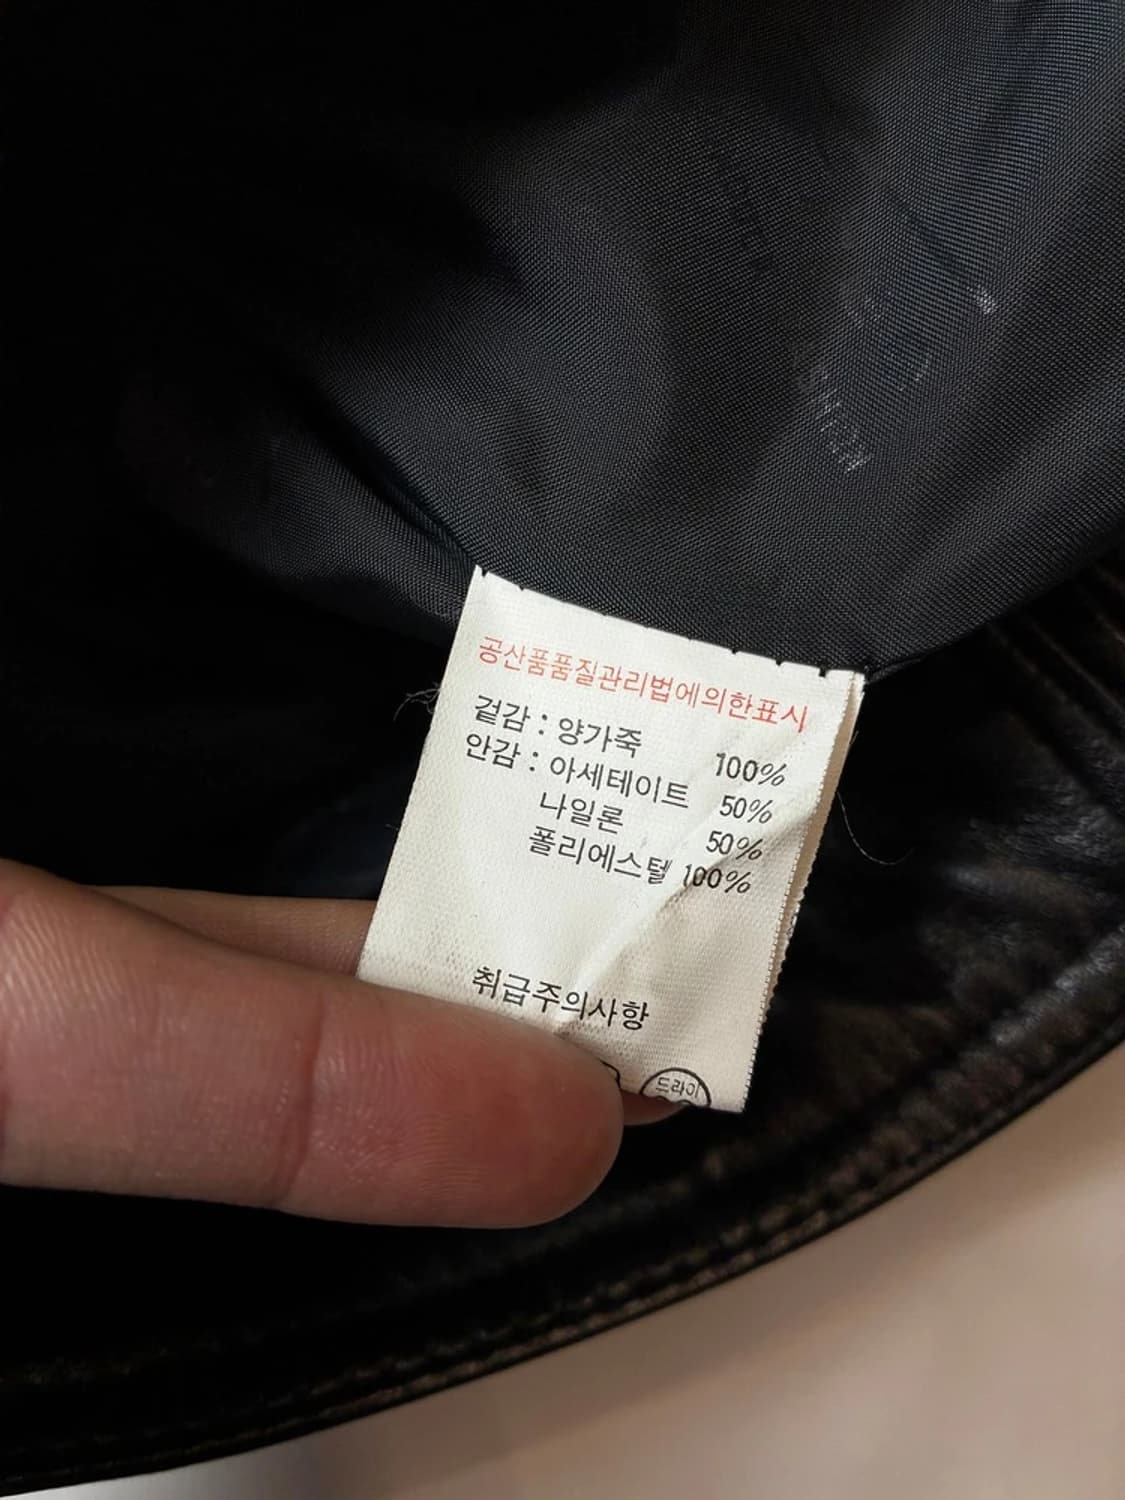 공산품품질관리법에의한표시
겉감 : 양가죽 100%
안감 : 아세테이트 50%
나일론 50%
폴리에스텔 100%
취급주의사항
드라이